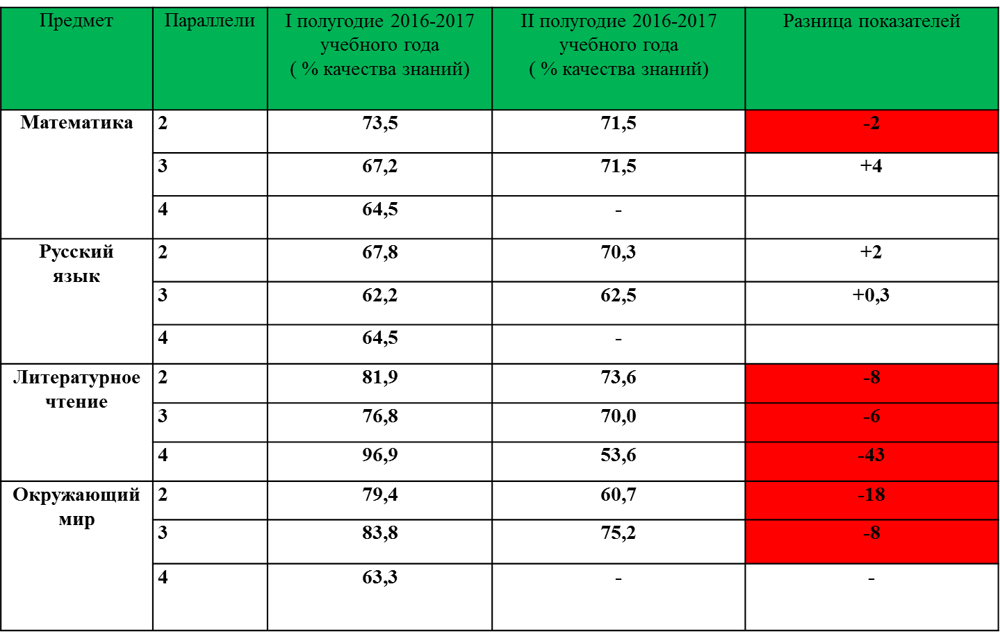 Предмет
Параллели
I полугодие 2016-2017
учебного года
( % качества знаний)
II полугодие 2016-2017
учебного года
( % качества знаний)
Разница показателей
Математика
2
73,5
71,5
-2
3
67,2
71,5
+4
4
64,5
-
Русский
язык
2
67,8
70,3
+2
3
62,2
62,5
+0,3
4
64,5
-
Литературное
чтение
2
81,9
73,6
-8
3
76,8
70,0
-6
4
96,9
53,6
-43
Окружающий
мир
2
79,4
60,7
-18
3
83,8
75,2
-8
4
63,3
-
-